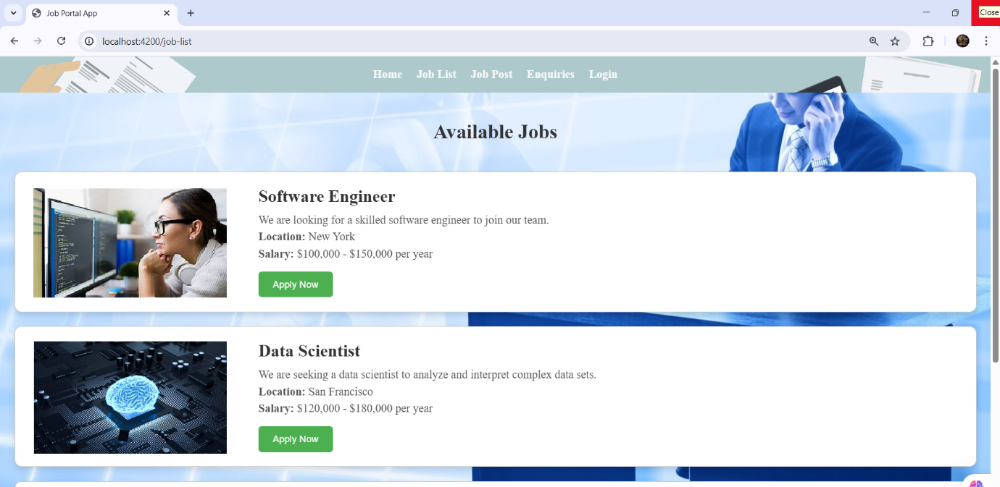 Job Portal App
Close
localhost:4200/job-list
Home Job List Job Post Enquiries Login
Available Jobs
Software Engineer
We are looking for a skilled software engineer to join our team.
Location: New York
Salary: $100,000 - $150,000 per year
Apply Now
Data Scientist
We are seeking a data scientist to analyze and interpret complex data sets.
Location: San Francisco
Salary: $120,000 - $180,000 per year
Apply Now